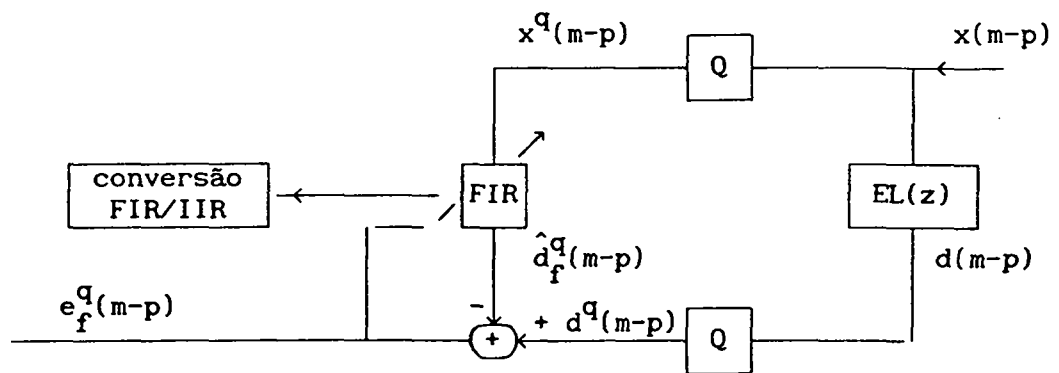 x^q(m-p)
Q
x(m-p)
conversão
FIR/IIR
FIR
EL(z)
d̂_f^q(m-p)
d(m-p)
e_f^q(m-p)
-
+
+ d^q(m-p)
Q